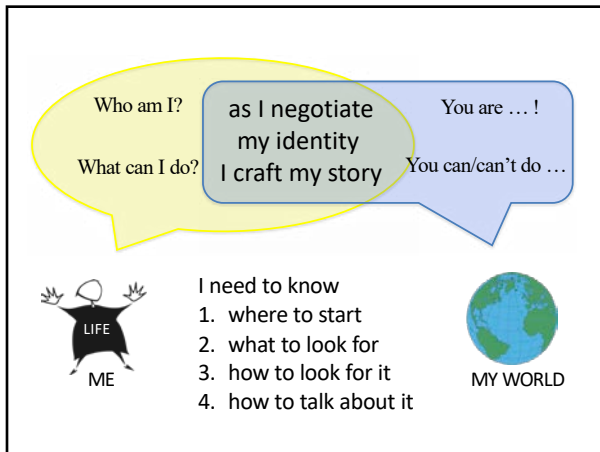 Who am I?
What can I do?
as I negotiate
my identity
I craft my story
You are … !
You can/can’t do …
LIFE
ME
I need to know
1. where to start
2. what to look for
3. how to look for it
4. how to talk about it
MY WORLD